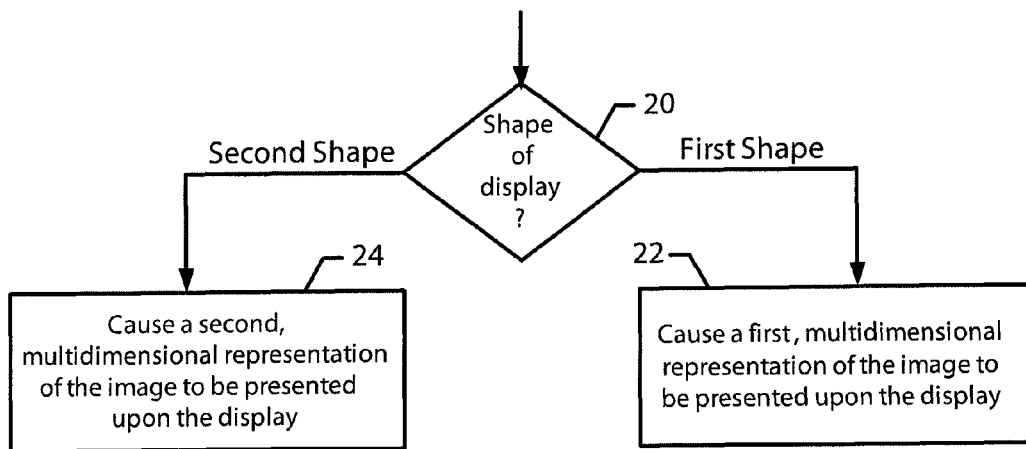 20
Shape
of
display
?
Second Shape
First Shape
24
Cause a second,
multidimensional representation
of the image to be presented
upon the display
22
Cause a first, multidimensional
representation of the image to
be presented upon the display